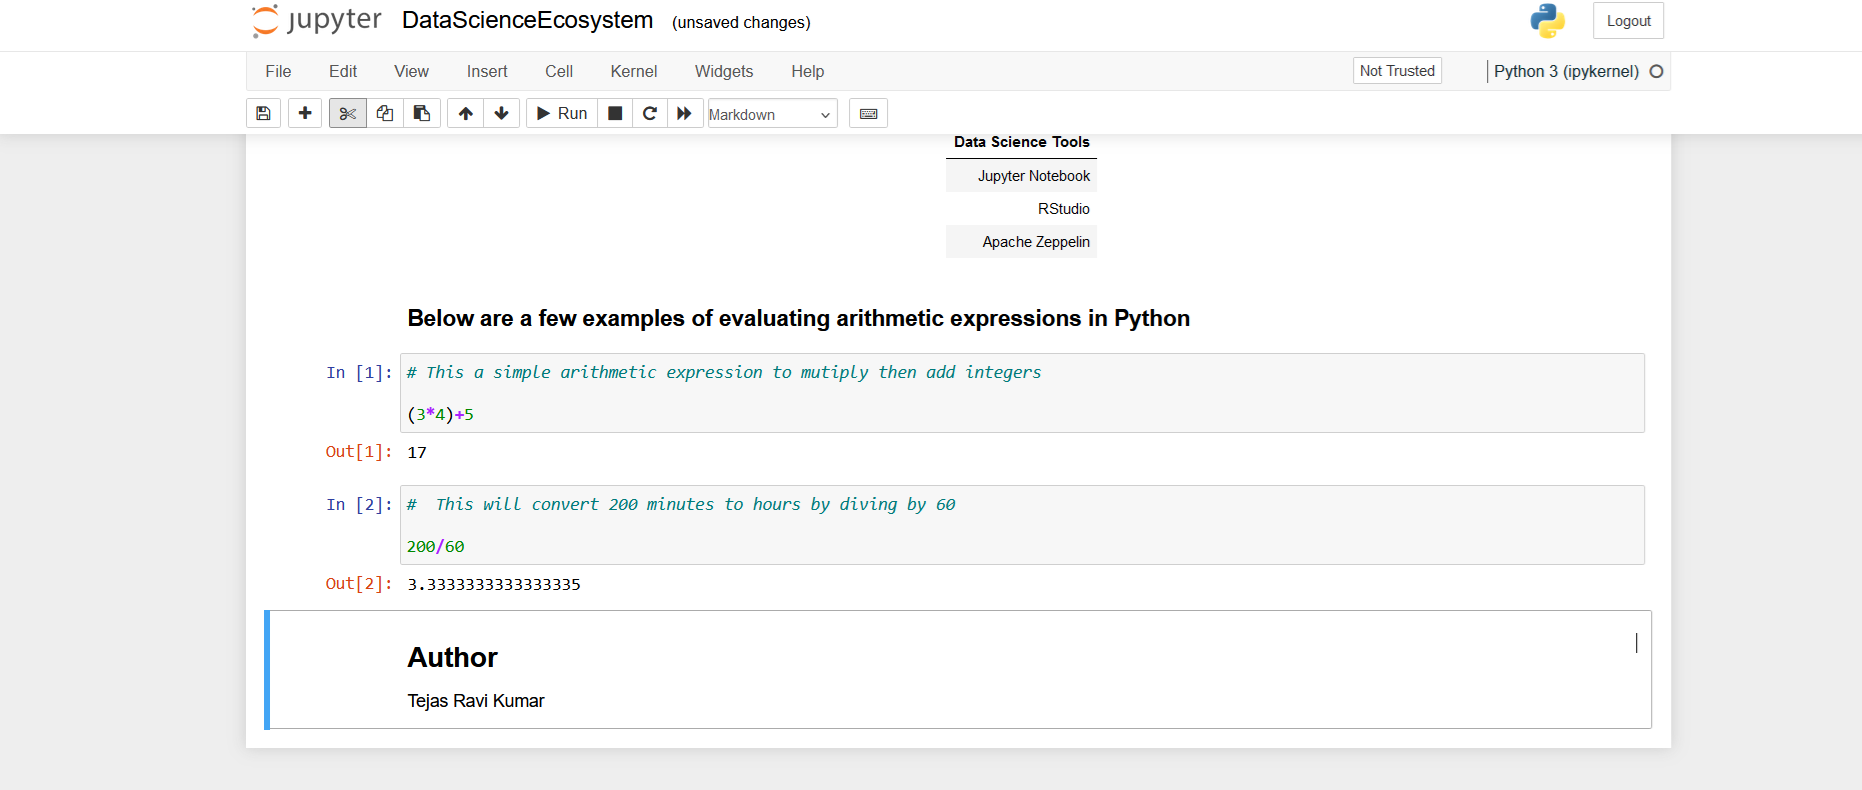 jupyter DataScienceEcosystem (unsaved changes) Logout
File Edit View Insert Cell Kernel Widgets Help Not Trusted Python 3 (ipykernel)
Run Markdown
Data Science Tools
Jupyter Notebook
RStudio
Apache Zeppelin
Below are a few examples of evaluating arithmetic expressions in Python
In [1]: # This a simple arithmetic expression to mutiply then add integers
(3*4)+5
Out[1]: 17
In [2]: #  This will convert 200 minutes to hours by diving by 60
200/60
Out[2]: 3.3333333333333335
Author
Tejas Ravi Kumar